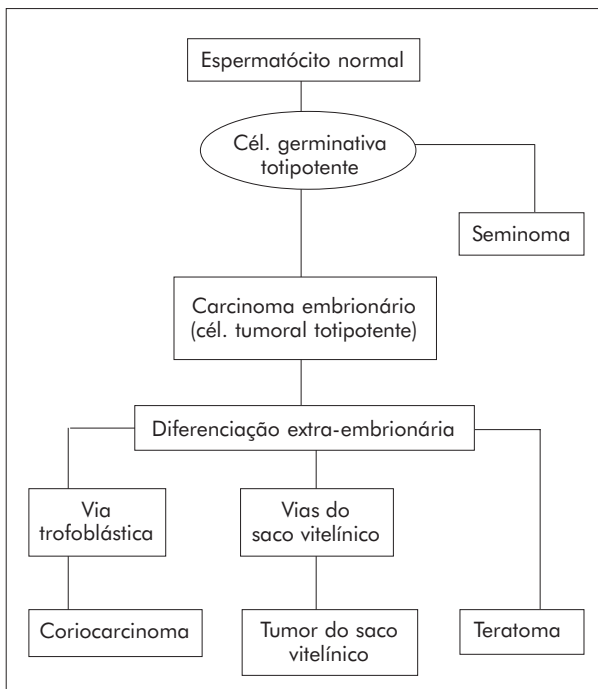 Espermatócito normal
Cél. germinativa
totipotente
Seminoma
Carcinoma embrionário
(cél. tumoral totipotente)
Diferenciação extra-embrionária
Via
trofoblástica
Vias do
saco vitelínico
Coriocarcinoma
Tumor do saco
vitelínico
Teratoma